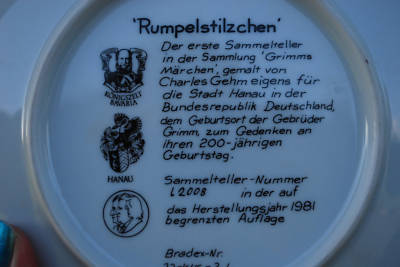 'Rumpelstilzchen'
Der erste Sammelteller
in der Sammlung 'Grimms
Märchen', gemalt von
Charles Gehm eigens für
die Stadt Hanau in der
Bundesrepublik Deutschland,
dem Geburtsort der Gebrüder
Grimm, zum Gedenken an
ihren 200-jährigen
Geburtstag.
KÖNIGSZELT
BAVARIA
HANAU
Sammelteller-Nummer
L2008 in der auf
das Herstellungsjahr 1981
begrenzten Auflage
Bradex-Nr.